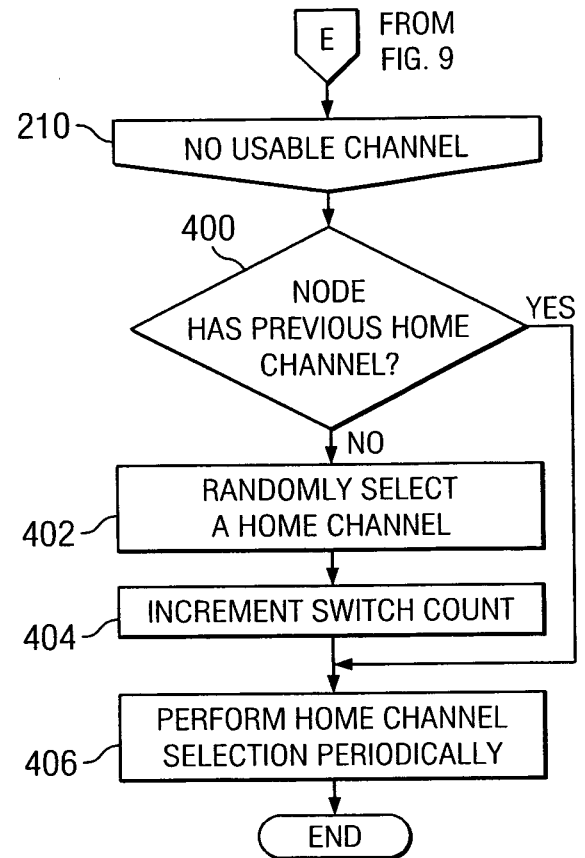 E
FROM
FIG. 9
210
NO USABLE CHANNEL
400
NODE
HAS PREVIOUS HOME
CHANNEL?
YES
NO
RANDOMLY SELECT
A HOME CHANNEL
402
INCREMENT SWITCH COUNT
404
PERFORM HOME CHANNEL
SELECTION PERIODICALLY
406
END